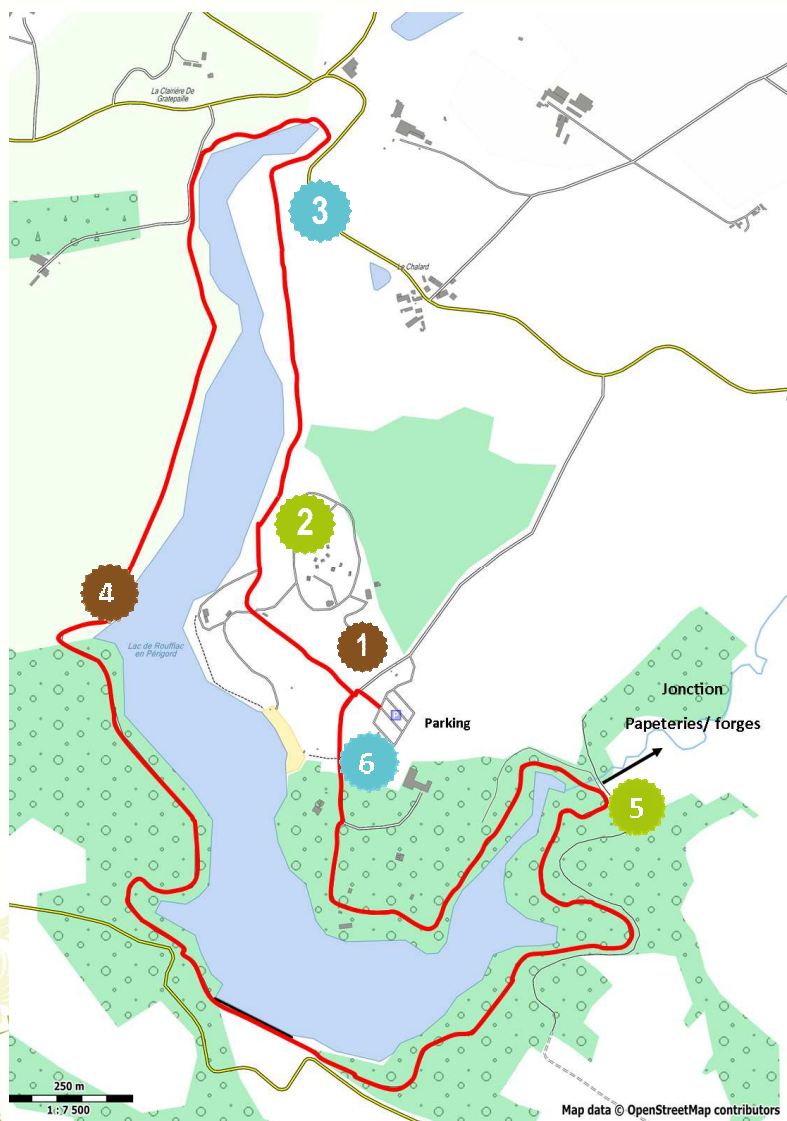 La Clairière De
Gratepaille
3
Le Chalard
2
4
Lac de Rouffiac
en Périgord
1
Jonction
Papeteries/ forges
Parking
P
6
5
250 m
1 : 7 500
Map data © OpenStreetMap contributors